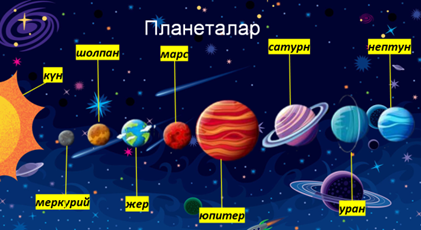 Планеталар
шолпан
марс
сатурн
нептун
күн
меркурий
жер
юпитер
уран